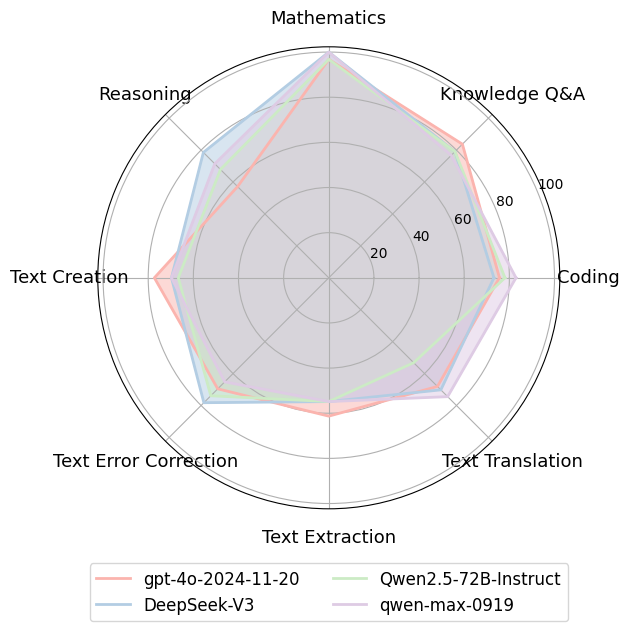 Mathematics
Reasoning
Knowledge Q&A
100
80
60
40
20
Text Creation
Coding
Text Error Correction
Text Translation
Text Extraction
gpt-4o-2024-11-20
Qwen2.5-72B-Instruct
DeepSeek-V3
qwen-max-0919